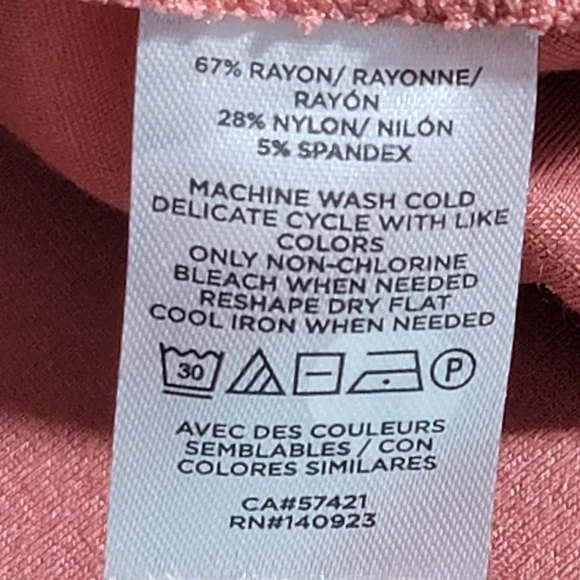 67% RAYON/ RAYONNE/
RAYÓN
28% NYLON/ NILÓN
5% SPANDEX
MACHINE WASH COLD
DELICATE CYCLE WITH LIKE
COLORS
ONLY NON-CHLORINE
BLEACH WHEN NEEDED
RESHAPE DRY FLAT
COOL IRON WHEN NEEDED
30 P
AVEC DES COULEURS
SEMBLABLES / CON
COLORES SIMILARES
CA#57421
RN#140923